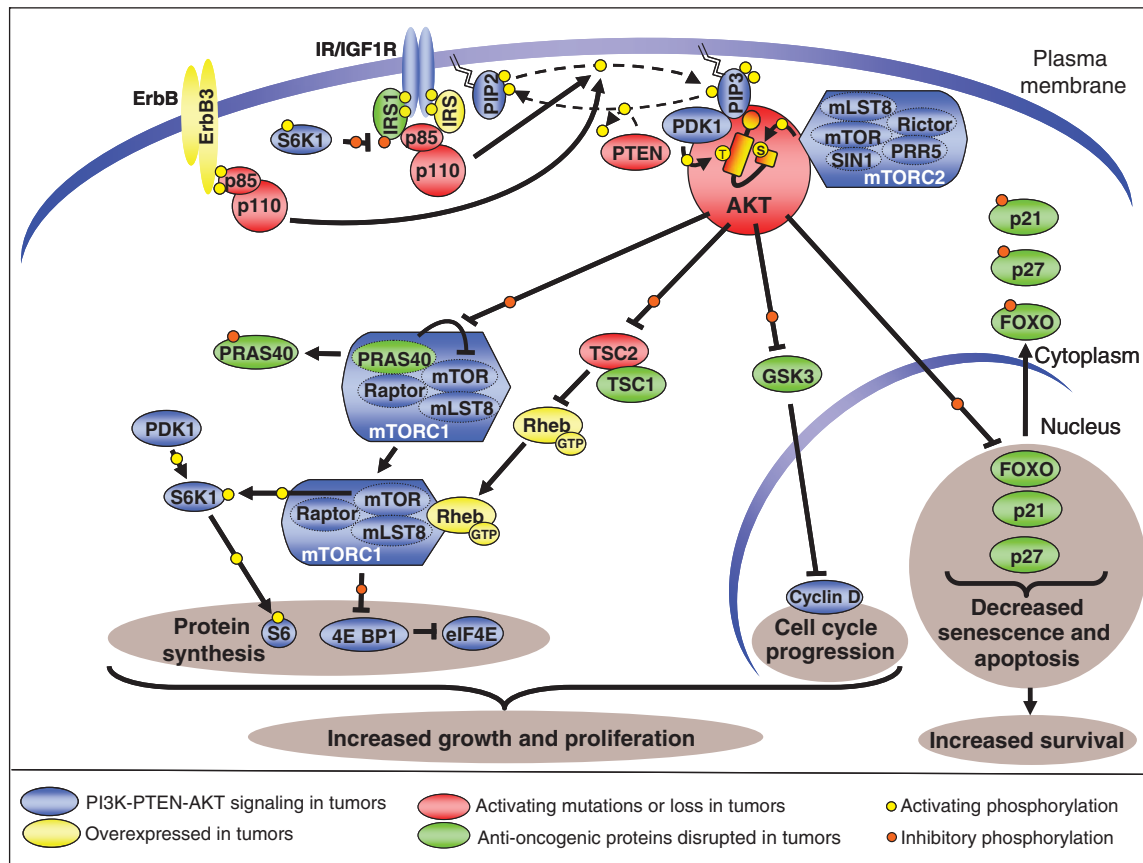 Plasma
membrane
IR/IGF1R
ErbB
ErbB3
S6K1
IRS1
IRS
PIP2
PIP3
p85
p110
p85
p110
PTEN
PDK1
T
S
AKT
mLST8
Rictor
mTOR
PRR5
SIN1
mTORC2
p21
p27
FOXO
Cytoplasm
Nucleus
PRAS40
PRAS40
mTOR
Raptor
mLST8
mTORC1
TSC2
TSC1
GSK3
Rheb
GTP
PDK1
S6K1
mTOR
Raptor
mLST8
mTORC1
Rheb
GTP
FOXO
p21
p27
Decreased
senescence and
apoptosis
Protein
synthesis
S6
4E BP1
eIF4E
Cyclin D
Cell cycle
progression
Increased growth and proliferation
Increased survival
PI3K-PTEN-AKT signaling in tumors
Activating mutations or loss in tumors
Activating phosphorylation
Overexpressed in tumors
Anti-oncogenic proteins disrupted in tumors
Inhibitory phosphorylation